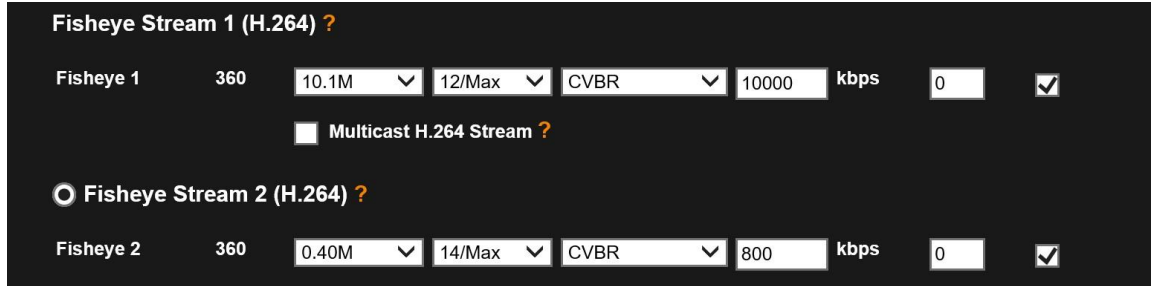 Fisheye Stream 1 (H.264) ?
Fisheye 1 360 10.1M 12/Max CVBR 10000 kbps 0
Multicast H.264 Stream ?
Fisheye Stream 2 (H.264) ?
Fisheye 2 360 0.40M 14/Max CVBR 800 kbps 0